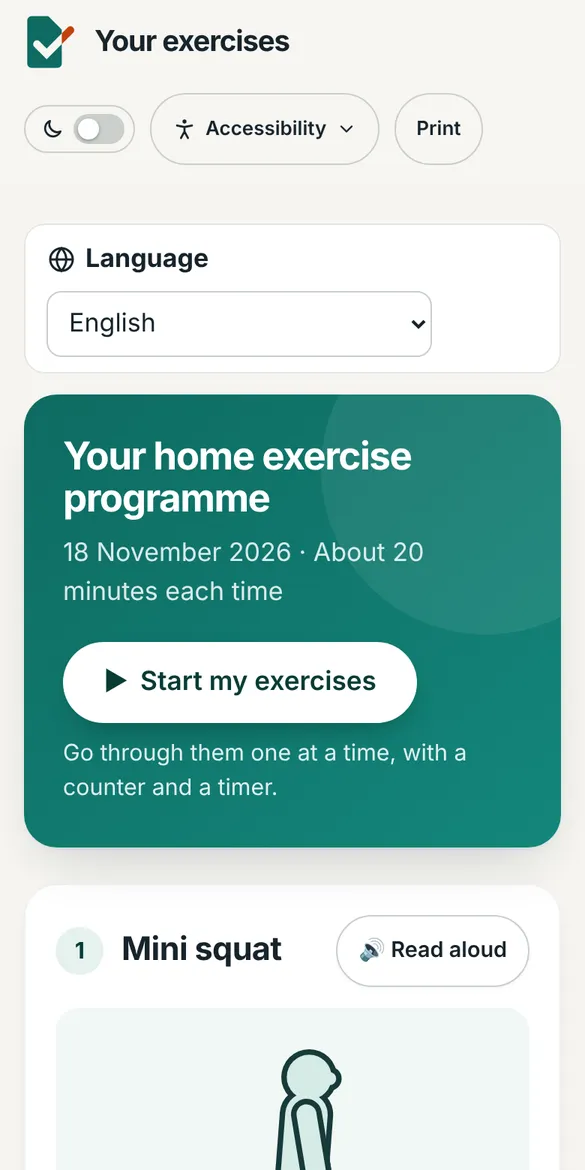 Your exercises
Accessibility
Print
Language
English
Your home exercise
programme
18 November 2026 · About 20
minutes each time
Start my exercises
Go through them one at a time, with a
counter and a timer.
1
Mini squat
Read aloud